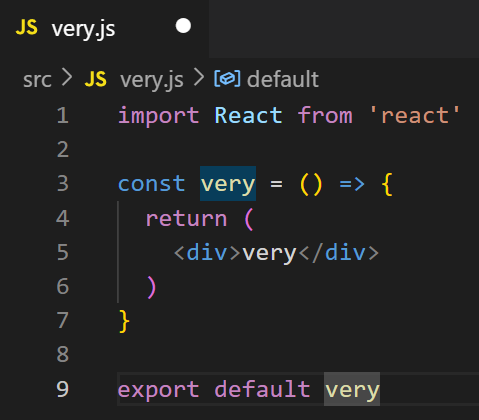 JS very.js
src > JS very.js > default
1 import React from 'react'
2
3 const very = () => {
4 return (
5 <div>very</div>
6 )
7 }
8
9 export default very